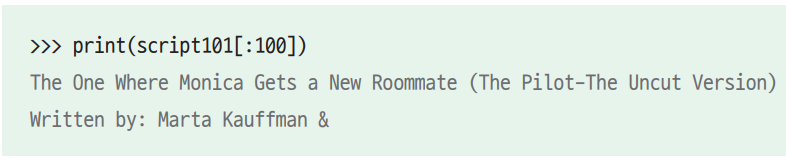 >>> print(script101[:100])
The One Where Monica Gets a New Roommate (The Pilot-The Uncut Version)
Written by: Marta Kauffman &